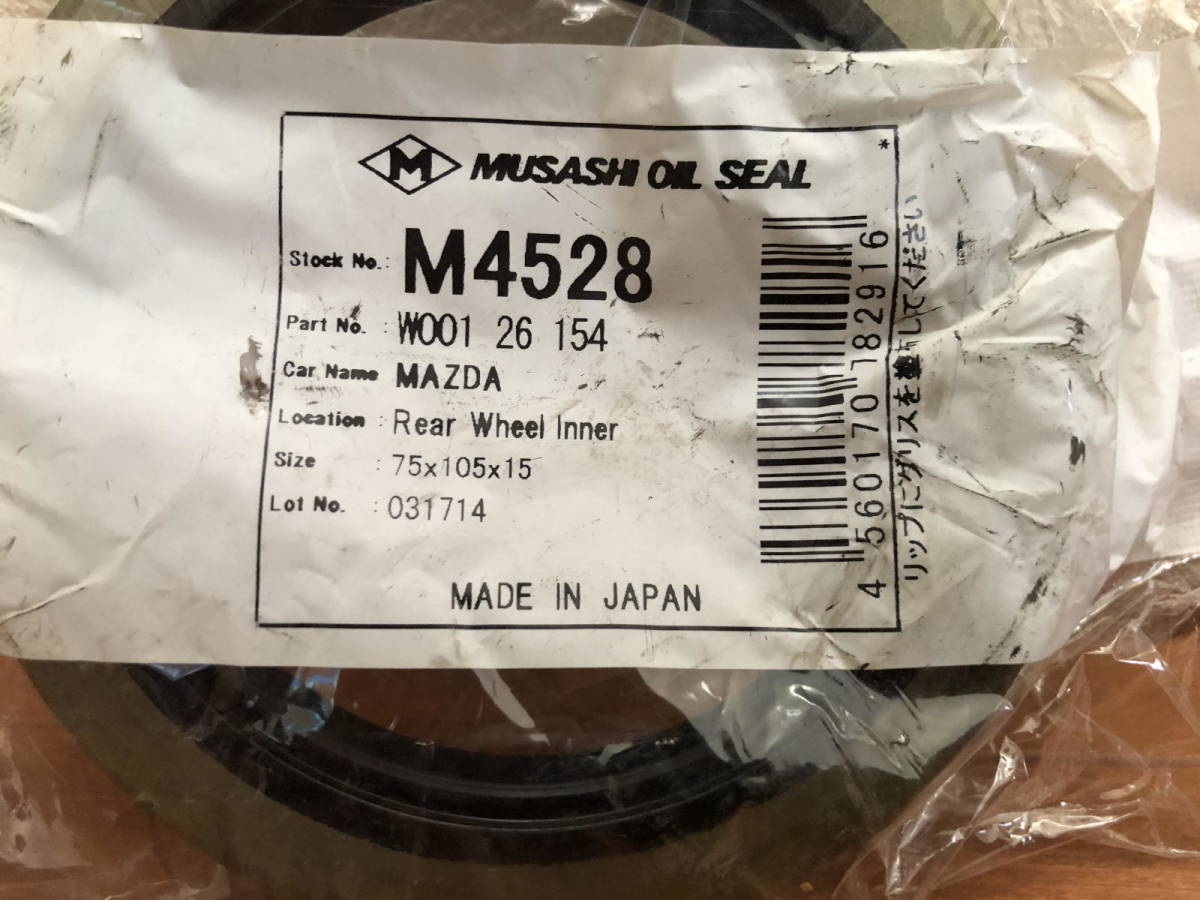 M MUSASHI OIL SEAL
*
Stock No.: M4528
Part No. : W001 26 154
Car Name MAZDA
Location : Rear Wheel Inner
Size : 75x105x15
Lot No. : 031714
MADE IN JAPAN
4 560170 182916
リップにグリスを塗布してください